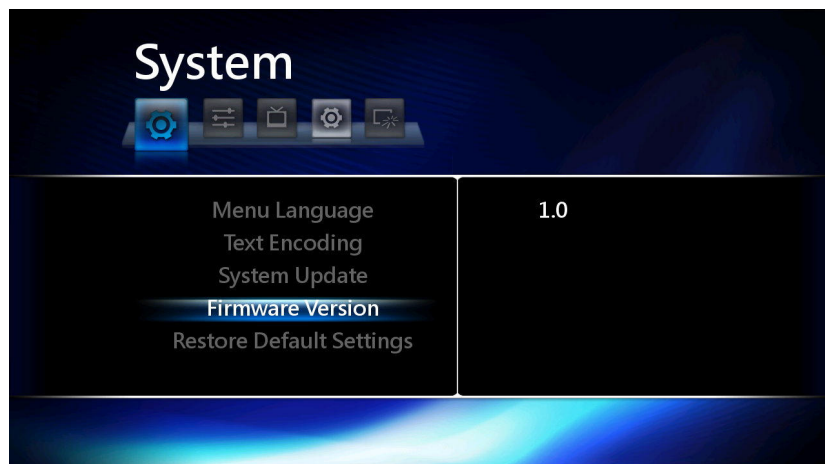 System
Menu Language
1.0
Text Encoding
System Update
Firmware Version
Restore Default Settings